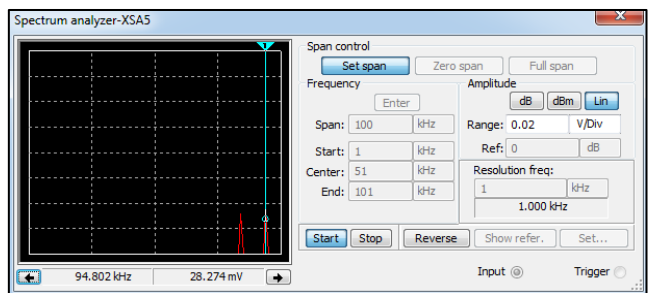 Spectrum analyzer-XSA5
Span control
Set span Zero span Full span
Frequency
Enter
Span: 100 kHz
Start: 1 kHz
Center: 51 kHz
End: 101 kHz
Amplitude
dB dBm Lin
Range: 0.02 V/Div
Ref: 0 dB
Resolution freq:
1 kHz
1.000 kHz
Start Stop Reverse Show refer. Set...
94.802 kHz 28.274 mV
Input Trigger